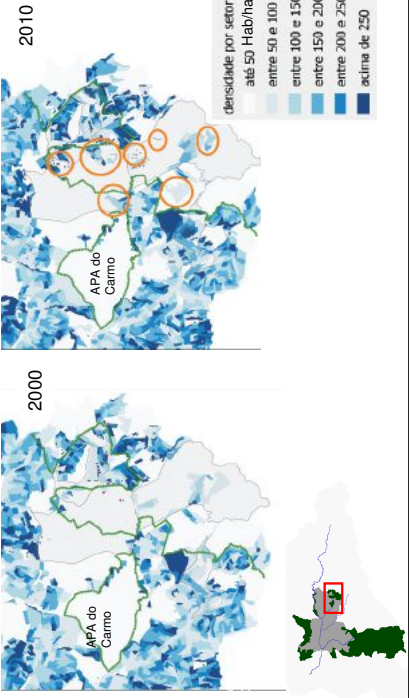 2000
APA do
Carmo
2010
APA do
Carmo
densidade por setor
até 50 Hab/ha
entre 50 e 100
entre 100 e 150
entre 150 e 200
entre 200 e 250
acima de 250